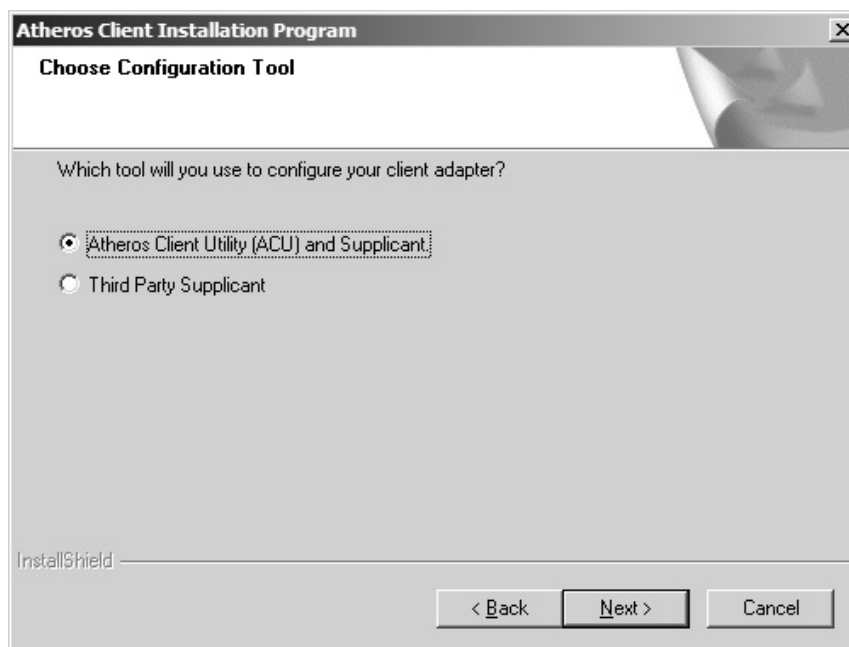 Atheros Client Installation Program
Choose Configuration Tool
Which tool will you use to configure your client adapter?
Atheros Client Utility (ACU) and Supplicant.
Third Party Supplicant
InstallShield
< Back
Next >
Cancel